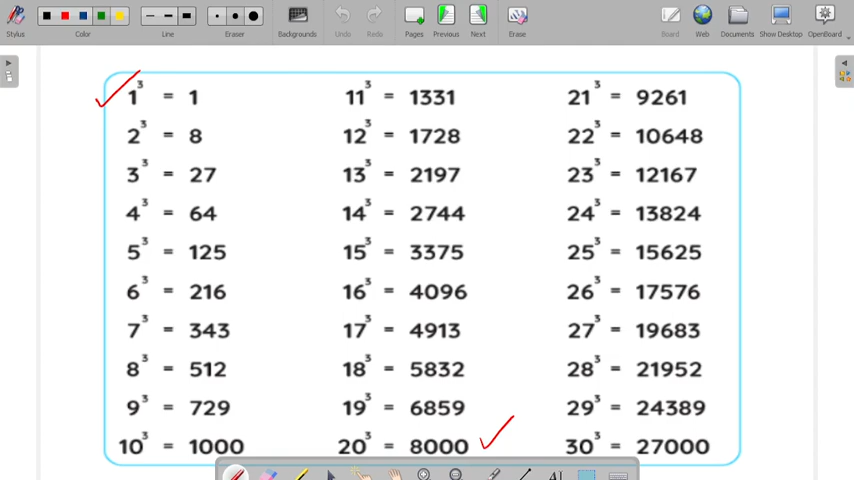 Stylus Color Line Eraser Backgrounds Undo Redo Pages Previous Next Erase Board Web Documents Show Desktop OpenBoard
1³ = 1
2³ = 8
3³ = 27
4³ = 64
5³ = 125
6³ = 216
7³ = 343
8³ = 512
9³ = 729
10³ = 1000
11³ = 1331
12³ = 1728
13³ = 2197
14³ = 2744
15³ = 3375
16³ = 4096
17³ = 4913
18³ = 5832
19³ = 6859
20³ = 8000
21³ = 9261
22³ = 10648
23³ = 12167
24³ = 13824
25³ = 15625
26³ = 17576
27³ = 19683
28³ = 21952
29³ = 24389
30³ = 27000
AI